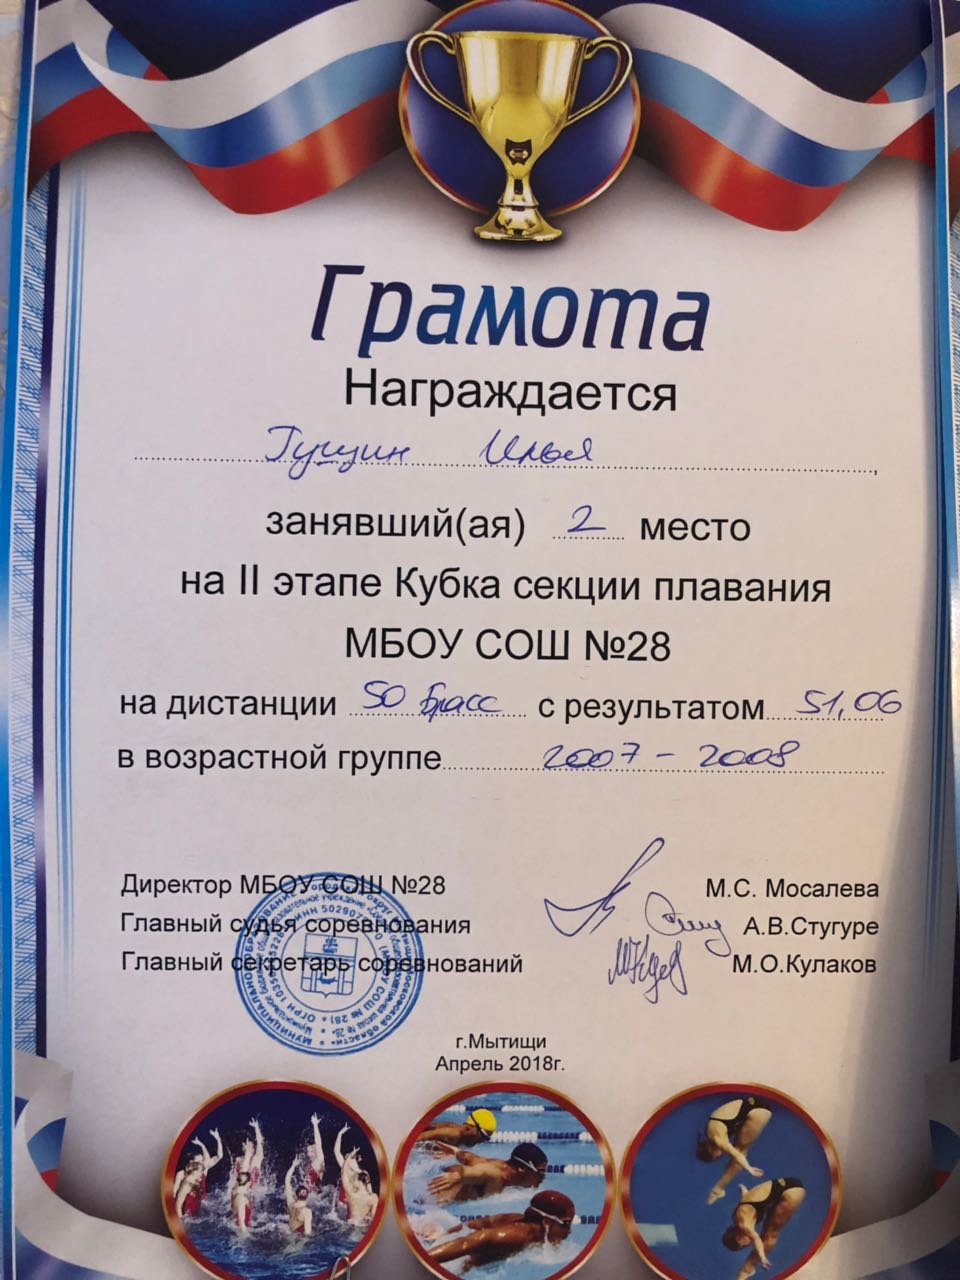 Грамота
Награждается
Гущин Илья
занявший(ая) 2 место
на II этапе Кубка секции плавания
МБОУ СОШ №28
на дистанции 50 брасс с результатом 51,06
в возрастной группе 2007 - 2008
Директор МБОУ СОШ №28 М.С. Мосалева
Главный судья соревнования А.В.Стугуре
Главный секретарь соревнований М.О.Кулаков
г.Мытищи
Апрель 2018г.